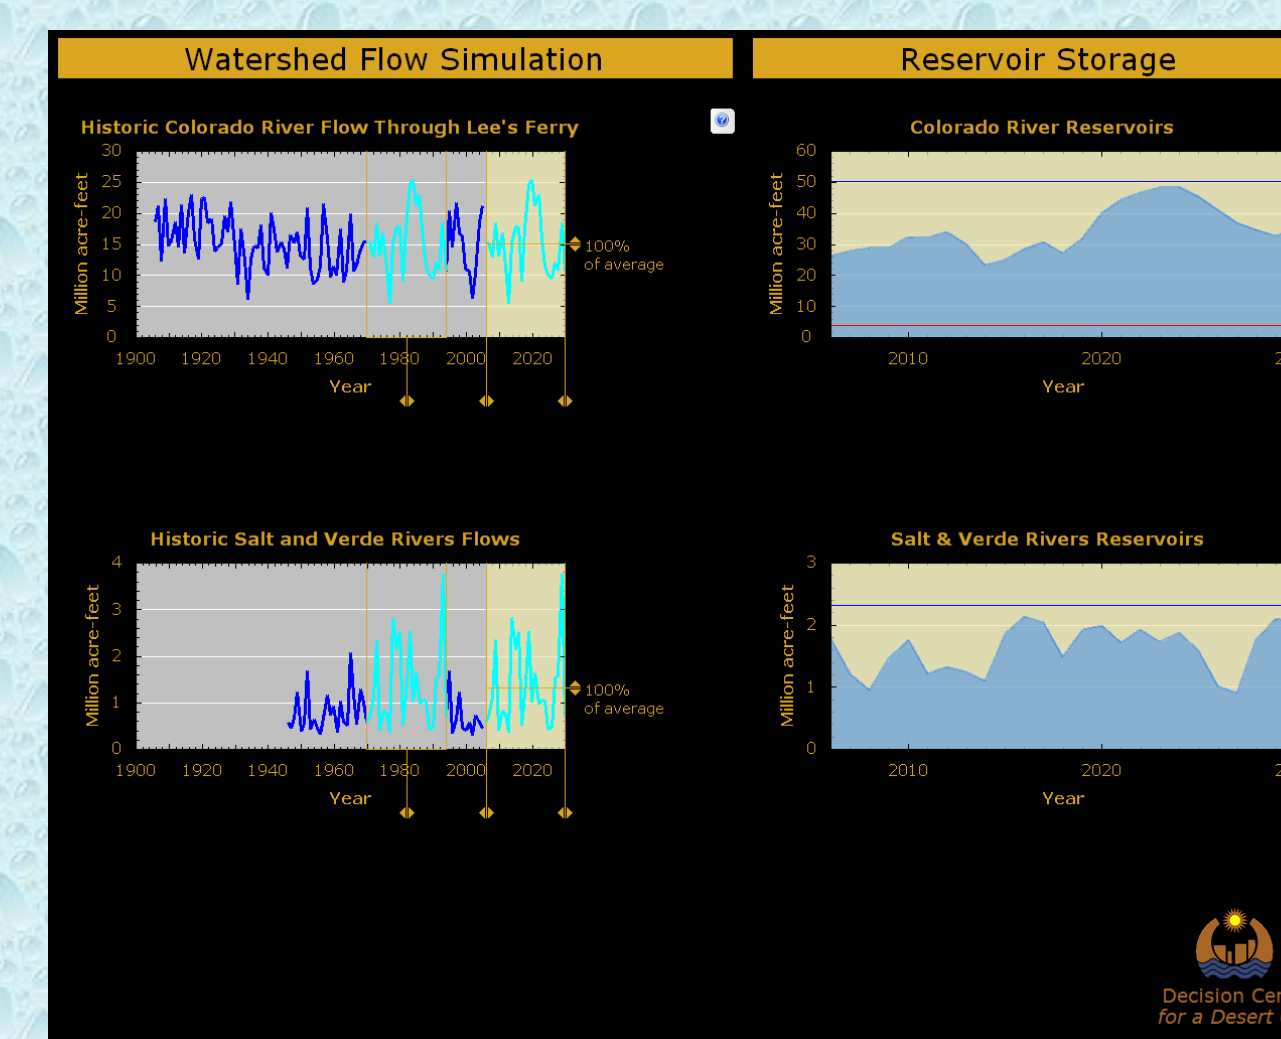 Watershed Flow Simulation
Reservoir Storage
Historic Colorado River Flow Through Lee's Ferry
30
25
20
15
10
5
0
Million acre-feet
1900 1920 1940 1960 1980 2000 2020
Year
100%
of average
Colorado River Reservoirs
60
50
40
30
20
10
0
Million acre-feet
2010 2020
Year
Historic Salt and Verde Rivers Flows
4
3
2
1
0
Million acre-feet
1900 1920 1940 1960 1980 2000 2020
Year
100%
of average
Salt & Verde Rivers Reservoirs
3
2
1
0
Million acre-feet
2010 2020
Year
Decision
for a Desert